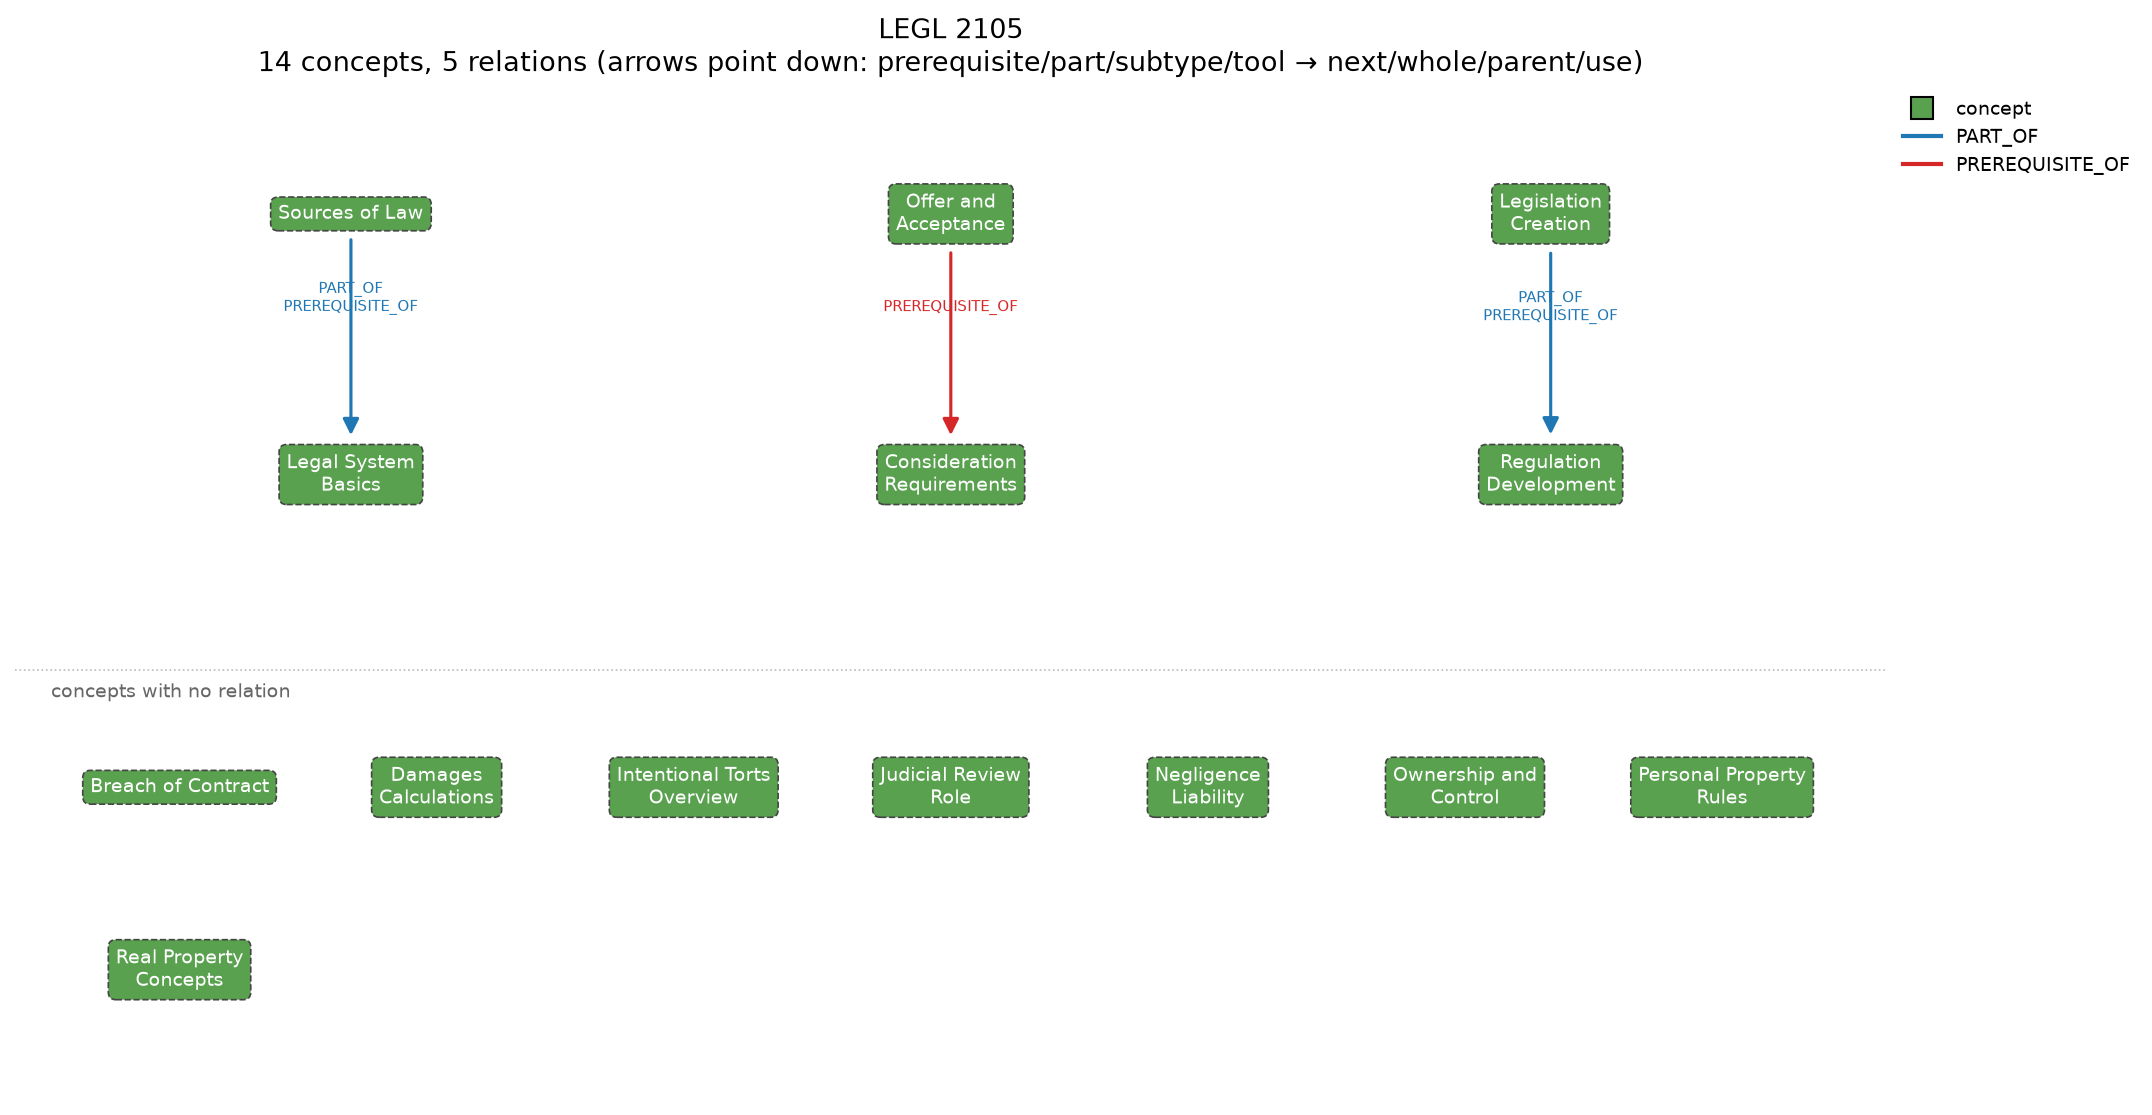 LEGL 2105
14 concepts, 5 relations (arrows point down: prerequisite/part/subtype/tool → next/whole/parent/use)
concept
PART_OF
PREREQUISITE_OF
Sources of Law
Offer and
Acceptance
Legislation
Creation
PART_OF
PREREQUISITE_OF
PREREQUISITE_OF
PART_OF
PREREQUISITE_OF
Legal System
Basics
Consideration
Requirements
Regulation
Development
concepts with no relation
Breach of Contract
Damages
Calculations
Intentional Torts
Overview
Judicial Review
Role
Negligence
Liability
Ownership and
Control
Personal Property
Rules
Real Property
Concepts